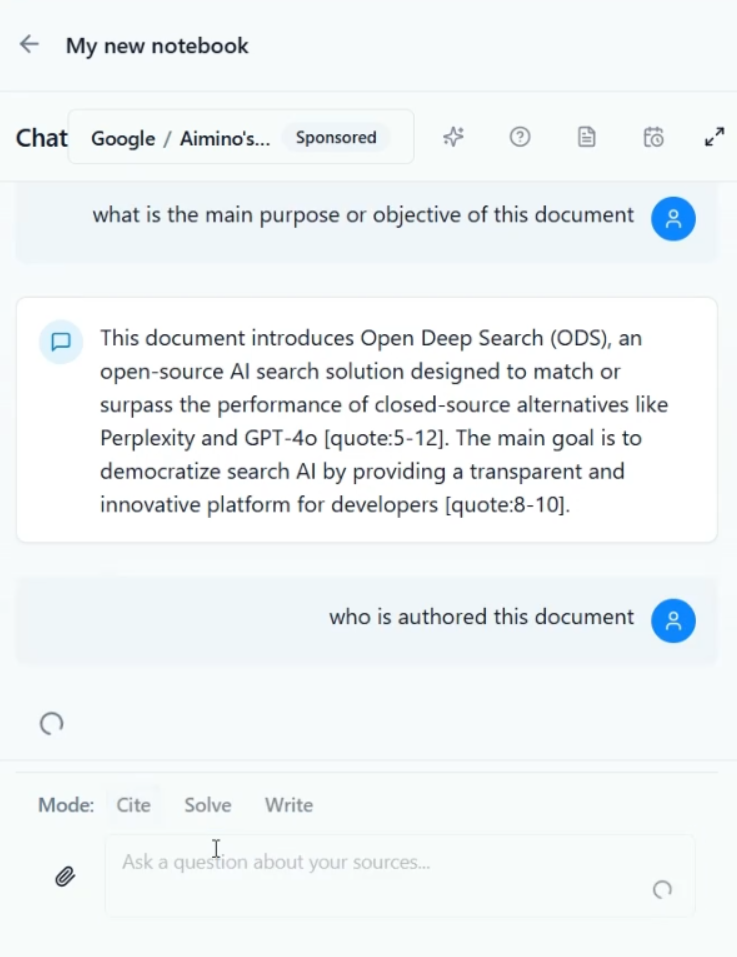 My new notebook
Chat Google / Aimino's... Sponsored
what is the main purpose or objective of this document
This document introduces Open Deep Search (ODS), an
open-source AI search solution designed to match or
surpass the performance of closed-source alternatives like
Perplexity and GPT-4o [quote:5-12]. The main goal is to
democratize search AI by providing a transparent and
innovative platform for developers [quote:8-10].
who is authored this document
Mode: Cite Solve Write
Ask a question about your sources...